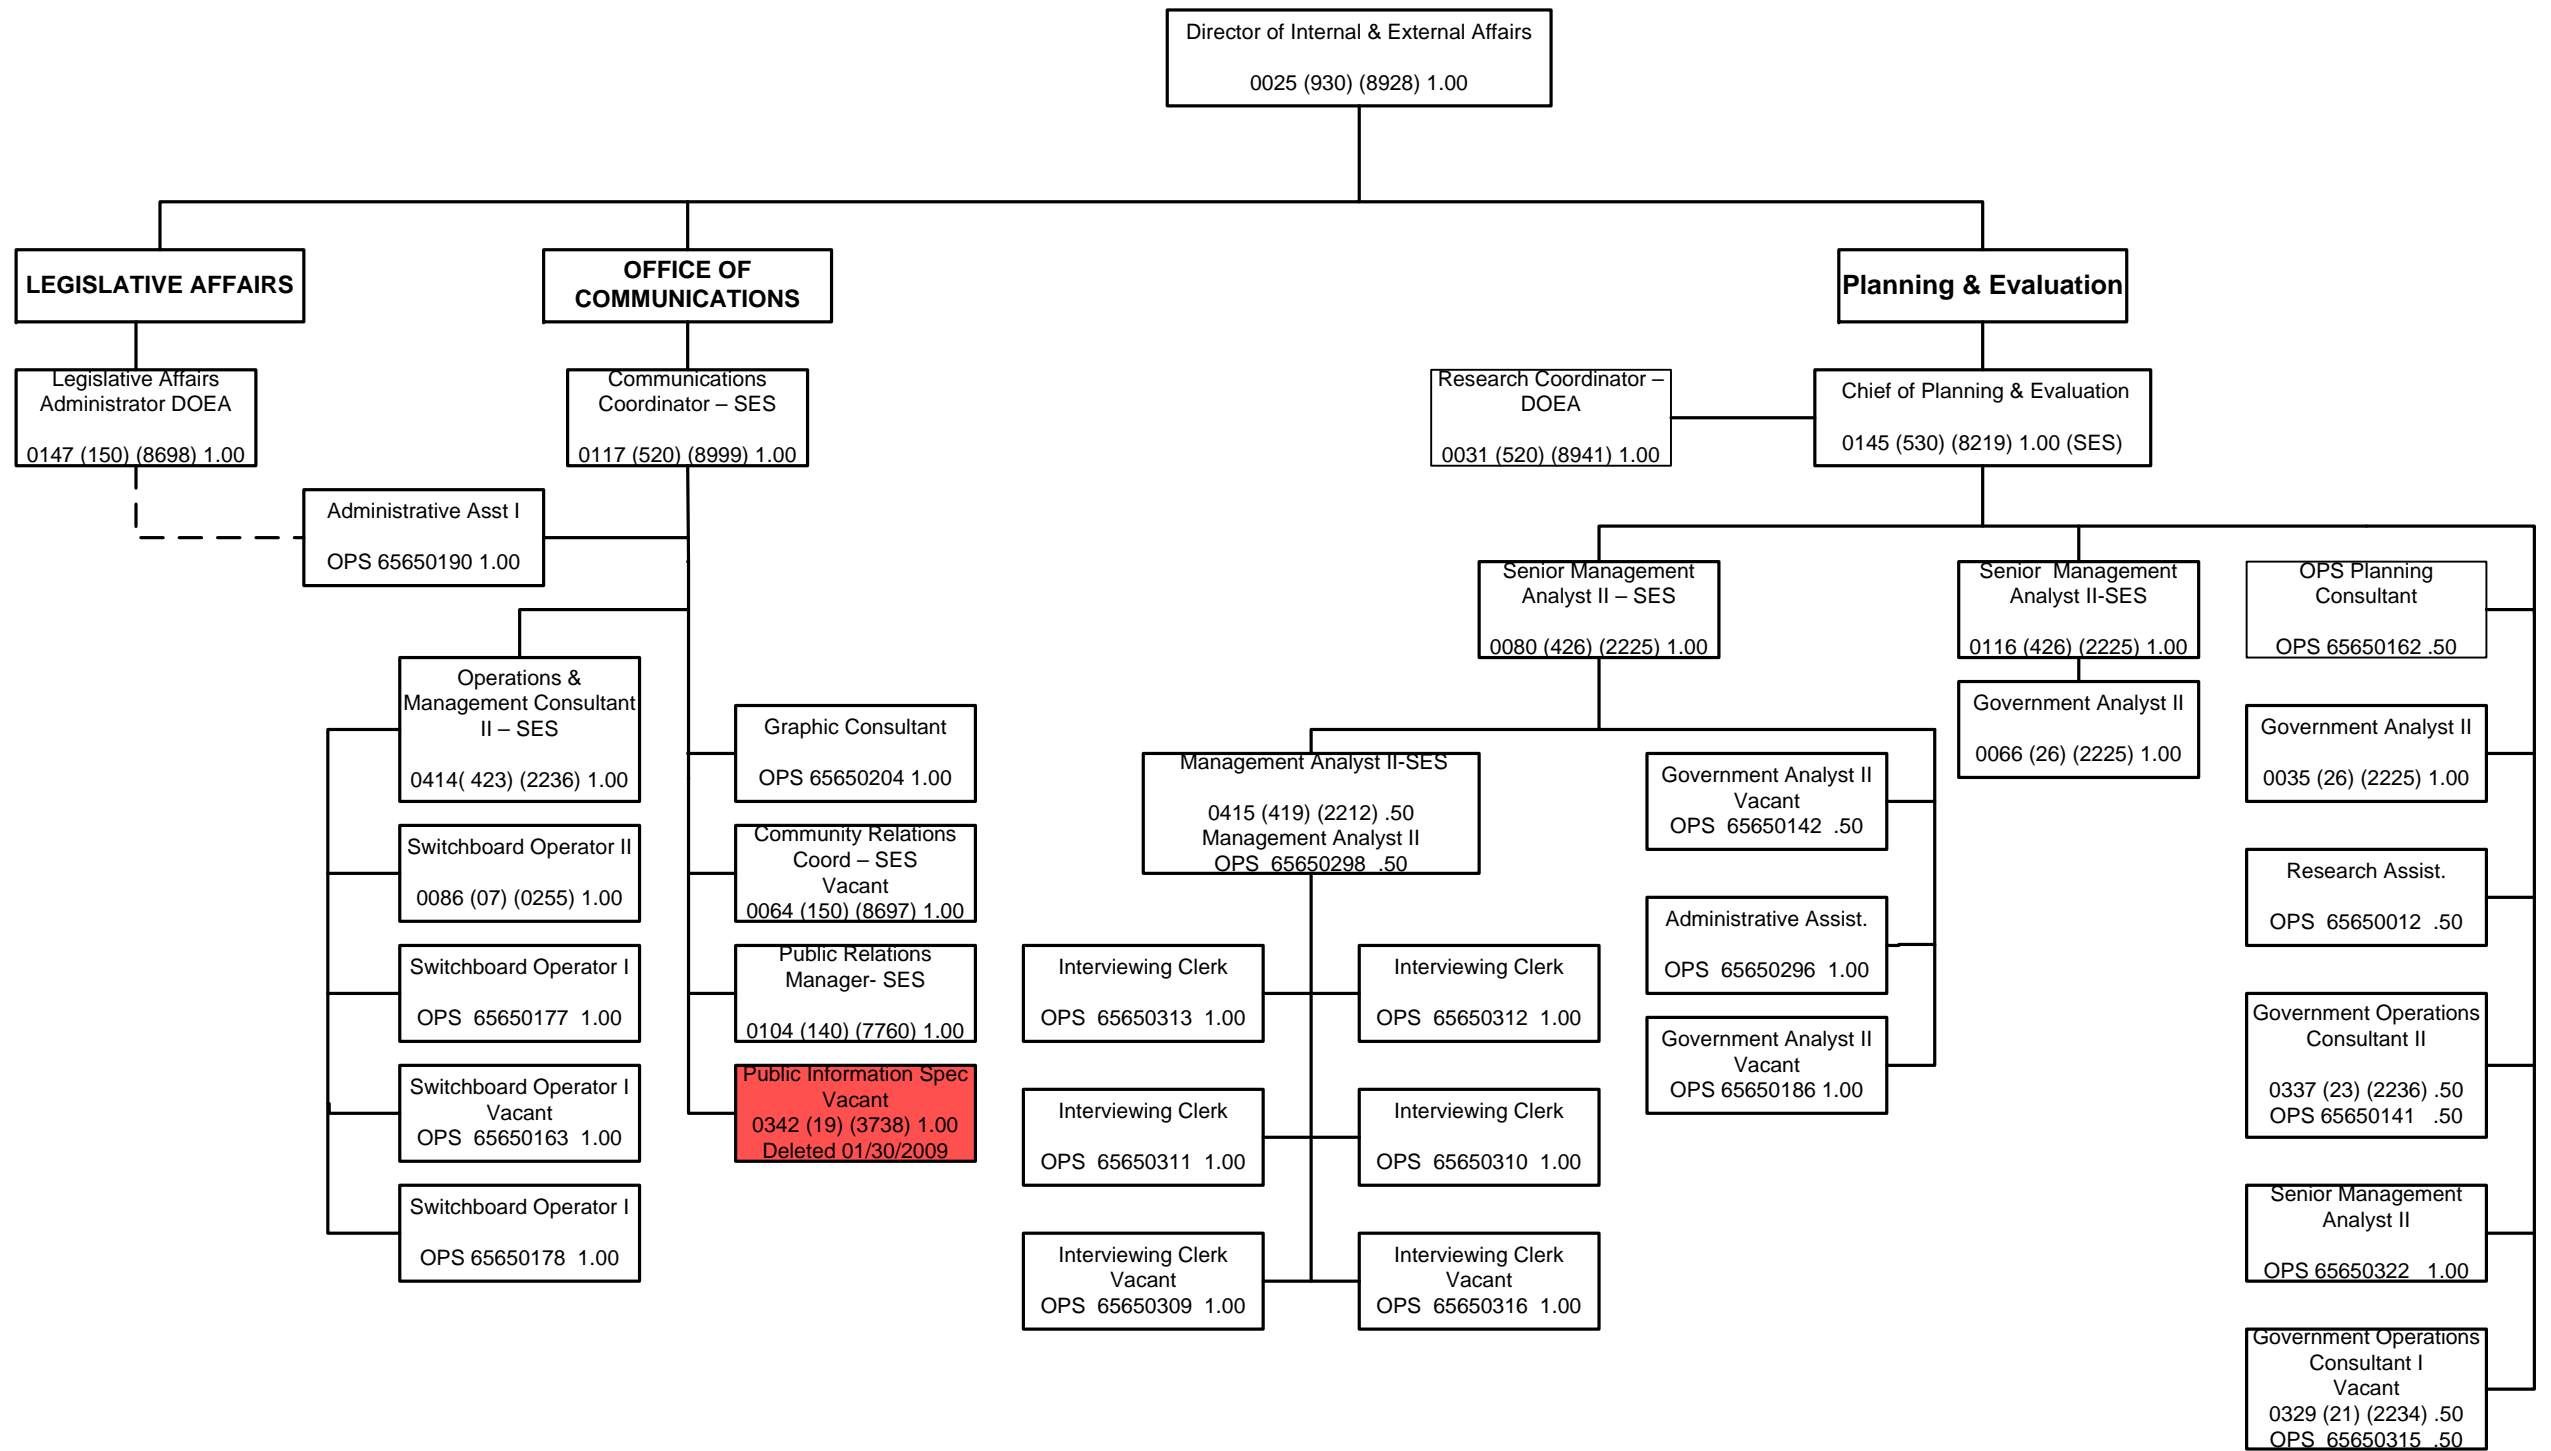 Director of Internal & External Affairs
0025 (930) (8928) 1.00
LEGISLATIVE AFFAIRS
OFFICE OF
COMMUNICATIONS
Planning & Evaluation
Legislative Affairs
Administrator DOEA
0147 (150) (8698) 1.00
Communications
Coordinator – SES
0117 (520) (8999) 1.00
Research Coordinator –
DOEA
0031 (520) (8941) 1.00
Chief of Planning & Evaluation
0145 (530) (8219) 1.00 (SES)
Administrative Asst I
OPS 65650190 1.00
Operations &
Management Consultant
II – SES
0414( 423) (2236) 1.00
Switchboard Operator II
0086 (07) (0255) 1.00
Switchboard Operator I
OPS  65650177  1.00
Switchboard Operator I
Vacant
OPS  65650163  1.00
Switchboard Operator I
OPS 65650178  1.00
Graphic Consultant
OPS 65650204 1.00
Community Relations
Coord – SES
Vacant
0064 (150) (8697) 1.00
Public Relations
Manager- SES
0104 (140) (7760) 1.00
Public Information Spec
Vacant
0342 (19) (3738) 1.00
Deleted 01/30/2009
Senior Management
Analyst II – SES
0080 (426) (2225) 1.00
Management Analyst II-SES
0415 (419) (2212) .50
Management Analyst II
OPS  65650298  .50
Interviewing Clerk
OPS  65650313  1.00
Interviewing Clerk
OPS  65650312  1.00
Interviewing Clerk
OPS  65650311  1.00
Interviewing Clerk
OPS  65650310  1.00
Interviewing Clerk
Vacant
OPS  65650309  1.00
Interviewing Clerk
Vacant
OPS  65650316  1.00
Government Analyst II
Vacant
OPS  65650142  .50
Administrative Assist.
OPS  65650296  1.00
Government Analyst II
Vacant
OPS 65650186 1.00
Senior  Management
Analyst II-SES
0116 (426) (2225) 1.00
Government Analyst II
0066 (26) (2225) 1.00
OPS Planning
Consultant
OPS 65650162 .50
Government Analyst II
0035 (26) (2225) 1.00
Research Assist.
OPS  65650012  .50
Government Operations
Consultant II
0337 (23) (2236) .50
OPS 65650141   .50
Senior Management
Analyst II
OPS 65650322   1.00
Government Operations
Consultant I
Vacant
0329 (21) (2234) .50
OPS  65650315  .50